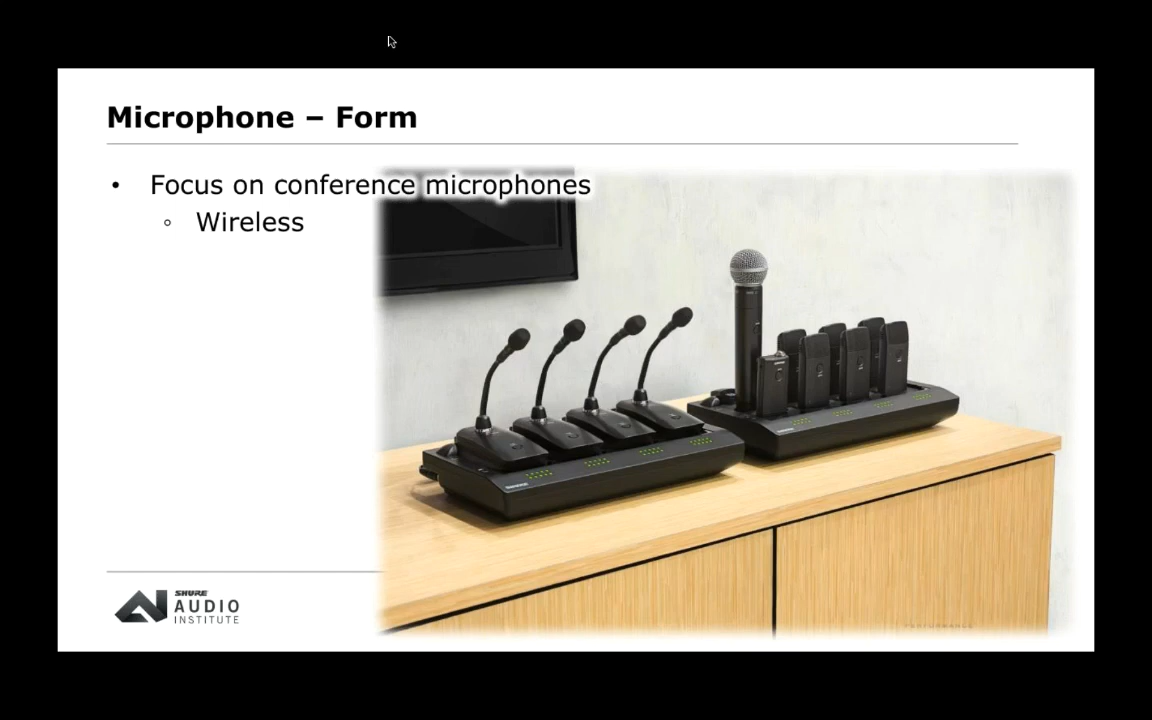 Microphone – Form
• Focus on conference microphones
◦ Wireless
SHURE
AUDIO
INSTITUTE